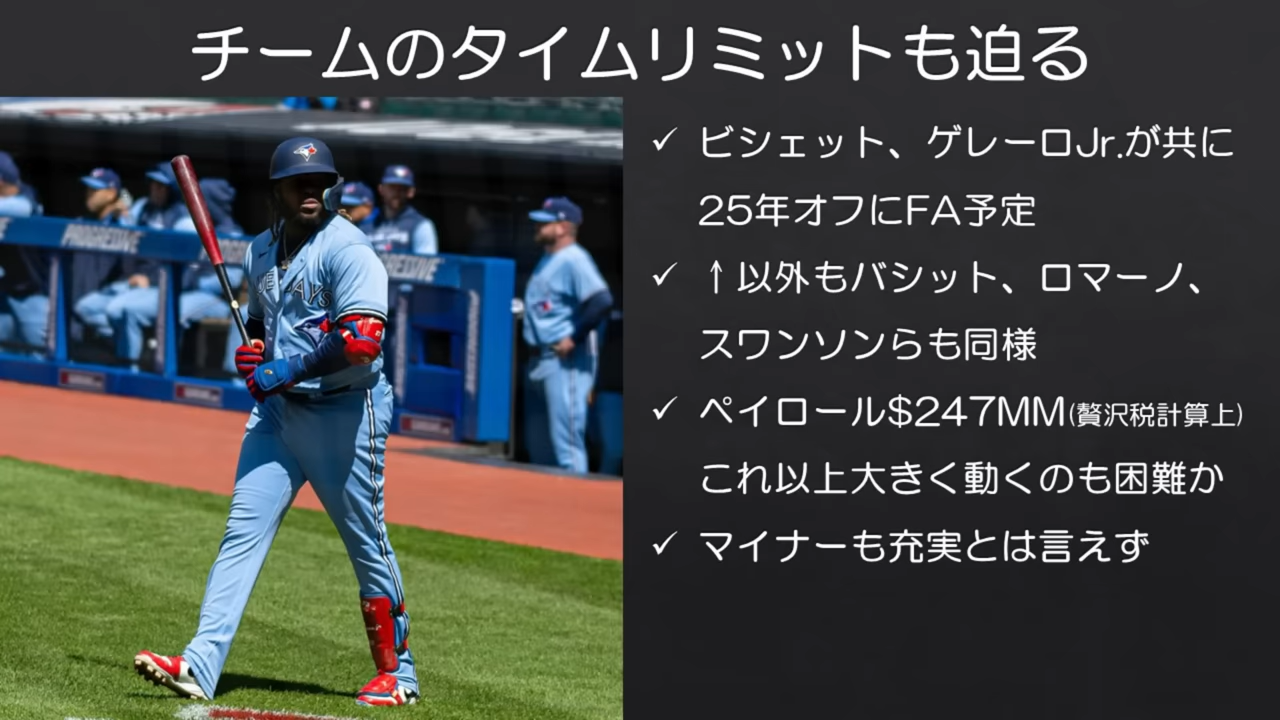 チームのタイムリミットも迫る
✓ ビシェット、ゲレーロJr.が共に
25年オフにFA予定
✓ ↑以外もバシット、ロマーノ、
スワンソンらも同様
✓ ペイロール$247MM(贅沢税計算上)
これ以上大きく動くのも困難か
✓ マイナーも充実とは言えず
PROGRESSIVE